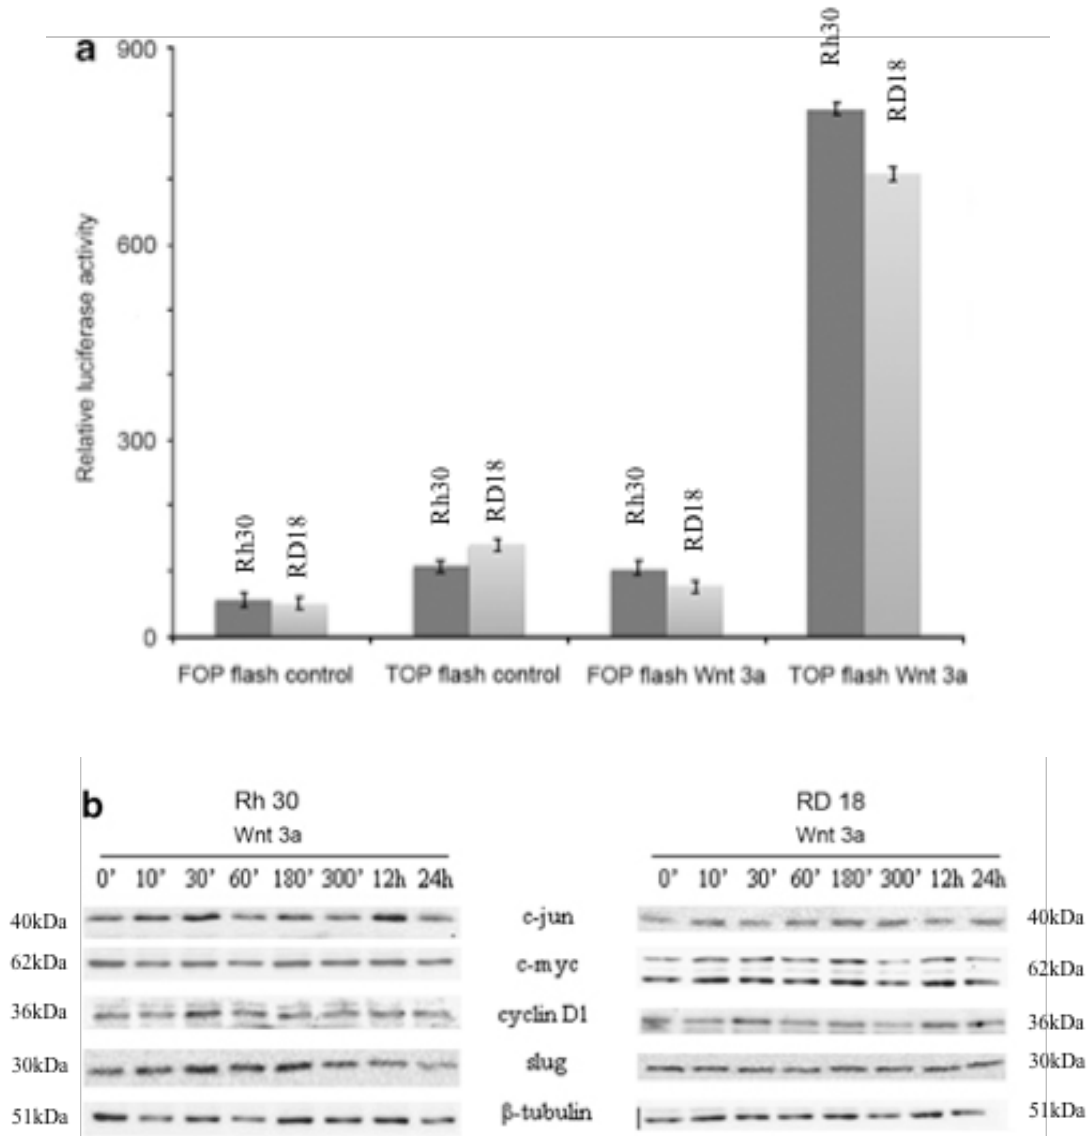 a
900
600
300
0
Relative luciferase activity
Rh30
RD18
Rh30
RD18
Rh30
RD18
Rh30
RD18
FOP flash control
TOP flash control
FOP flash Wnt 3a
TOP flash Wnt 3a
b
Rh 30
RD 18
Wnt 3a
Wnt 3a
0' 10' 30' 60' 180' 300' 12h 24h
0' 10' 30' 60' 180' 300' 12h 24h
40kDa c-jun 40kDa
62kDa c-myc 62kDa
36kDa cyclin D1 36kDa
30kDa slug 30kDa
51kDa β-tubulin 51kDa